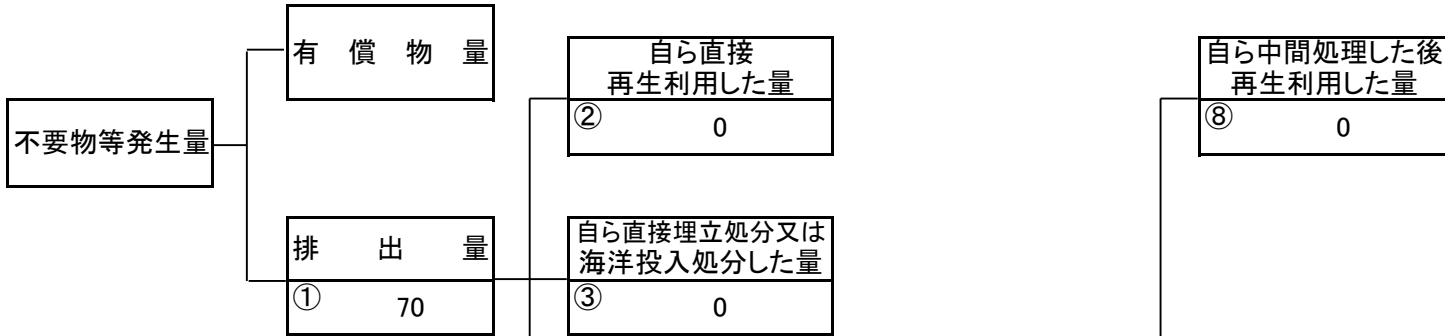 不要物等発生量
有償物量
排出量
① 70
自ら直接
再生利用した量
② 0
自ら直接埋立処分又は
海洋投入処分した量
③ 0
自ら中間処理した後
再生利用した量
⑧ 0